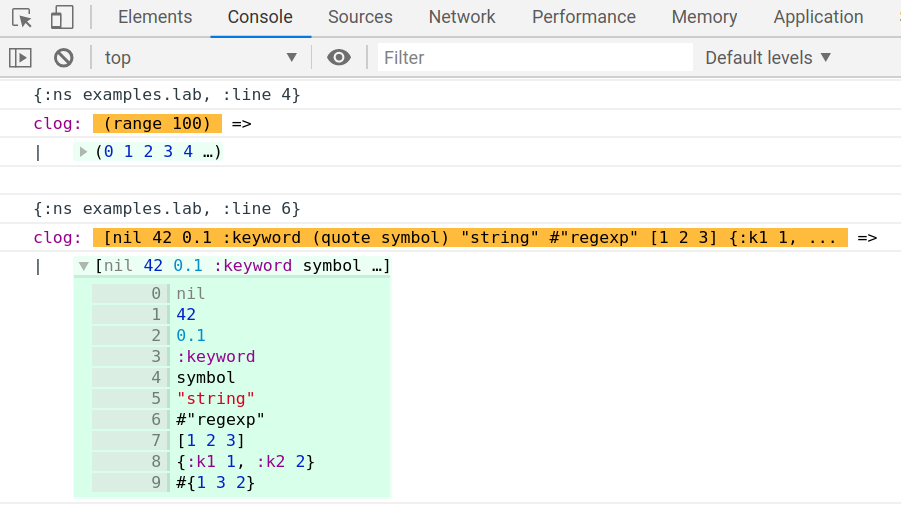 Elements Console Sources Network Performance Memory Application
top Filter Default levels
{:ns examples.lab, :line 4}
clog: (range 100) =>
| (0 1 2 3 4 …)
{:ns examples.lab, :line 6}
clog: [nil 42 0.1 :keyword (quote symbol) "string" #"regexp" [1 2 3] {:k1 1, ... =>
| [nil 42 0.1 :keyword symbol …]
0 nil
1 42
2 0.1
3 :keyword
4 symbol
5 "string"
6 #"regexp"
7 [1 2 3]
8 {:k1 1, :k2 2}
9 #{1 3 2}